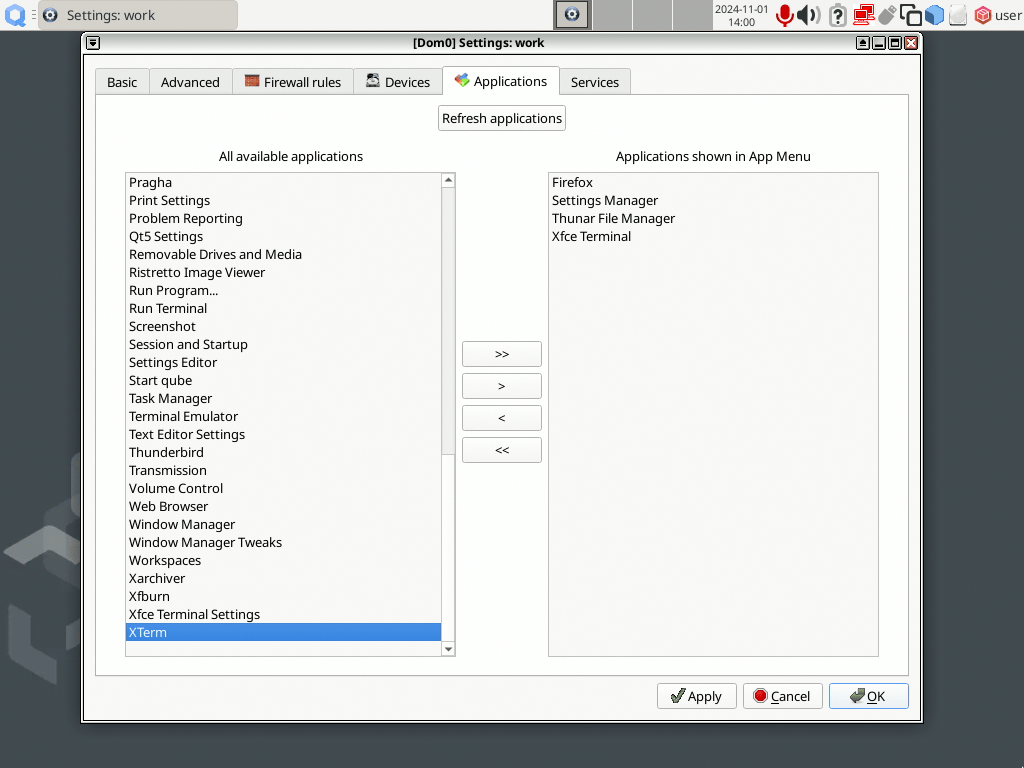 Settings: work
2024-11-01
14:00
user
[Dom0] Settings: work
Basic
Advanced
Firewall rules
Devices
Applications
Services
Refresh applications
All available applications
Pragha
Print Settings
Problem Reporting
Qt5 Settings
Removable Drives and Media
Ristretto Image Viewer
Run Program...
Run Terminal
Screenshot
Session and Startup
Settings Editor
Start qube
Task Manager
Terminal Emulator
Text Editor Settings
Thunderbird
Transmission
Volume Control
Web Browser
Window Manager
Window Manager Tweaks
Workspaces
Xarchiver
Xfburn
Xfce Terminal Settings
XTerm
>>
>
<
<<
Applications shown in App Menu
Firefox
Settings Manager
Thunar File Manager
Xfce Terminal
Apply
Cancel
OK